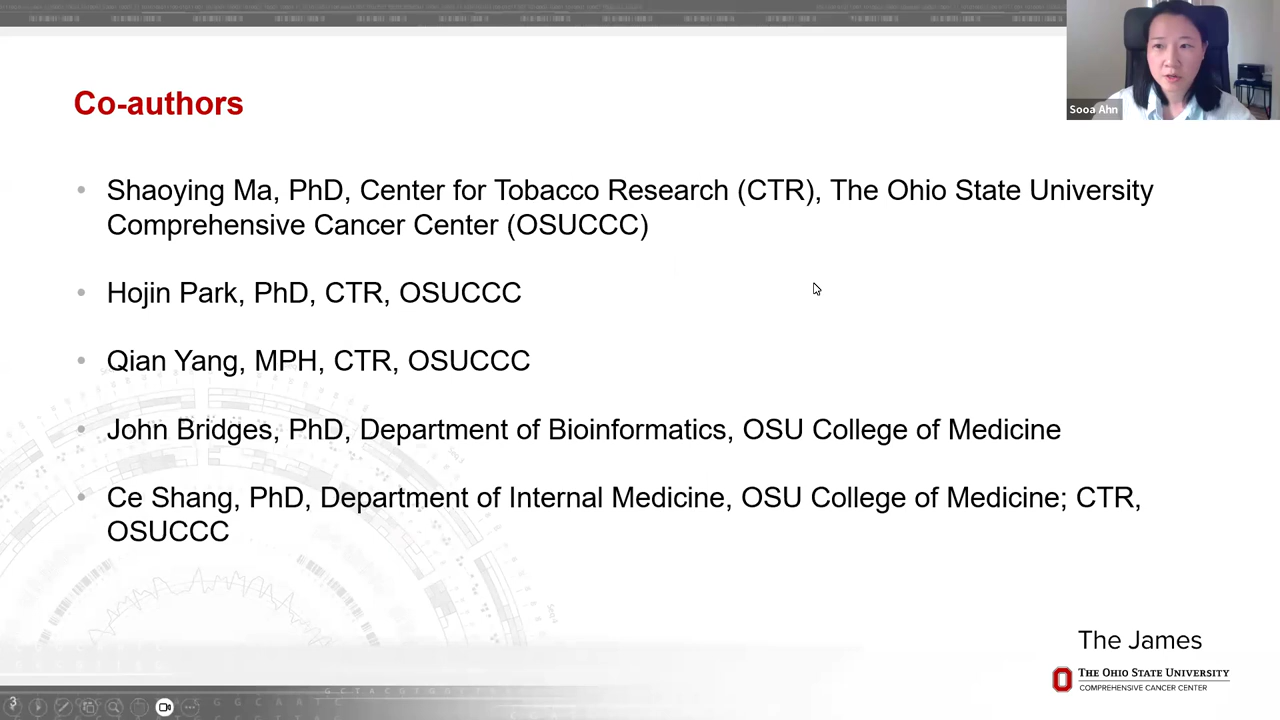 Sooa Ahn
Co-authors
Shaoying Ma, PhD, Center for Tobacco Research (CTR), The Ohio State University
Comprehensive Cancer Center (OSUCCC)
Hojin Park, PhD, CTR, OSUCCC
Qian Yang, MPH, CTR, OSUCCC
John Bridges, PhD, Department of Bioinformatics, OSU College of Medicine
Ce Shang, PhD, Department of Internal Medicine, OSU College of Medicine; CTR,
OSUCCC
The James
THE OHIO STATE UNIVERSITY
COMPREHENSIVE CANCER CENTER
3